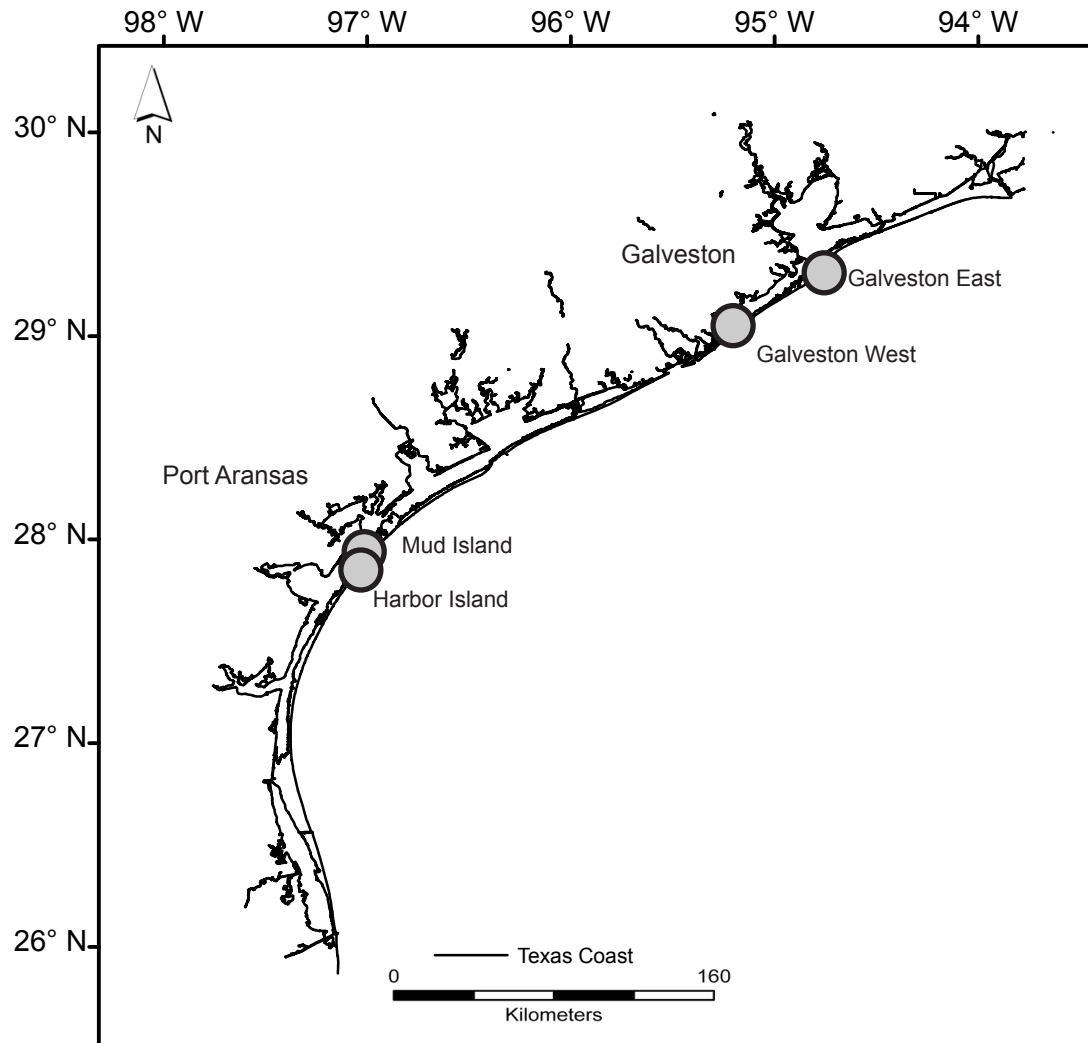 98° W 97° W 96° W 95° W 94° W
N
30° N
Galveston
Galveston East
29° N
Galveston West
Port Aransas
28° N
Mud Island
Harbor Island
27° N
26° N
Texas Coast
0 160
Kilometers